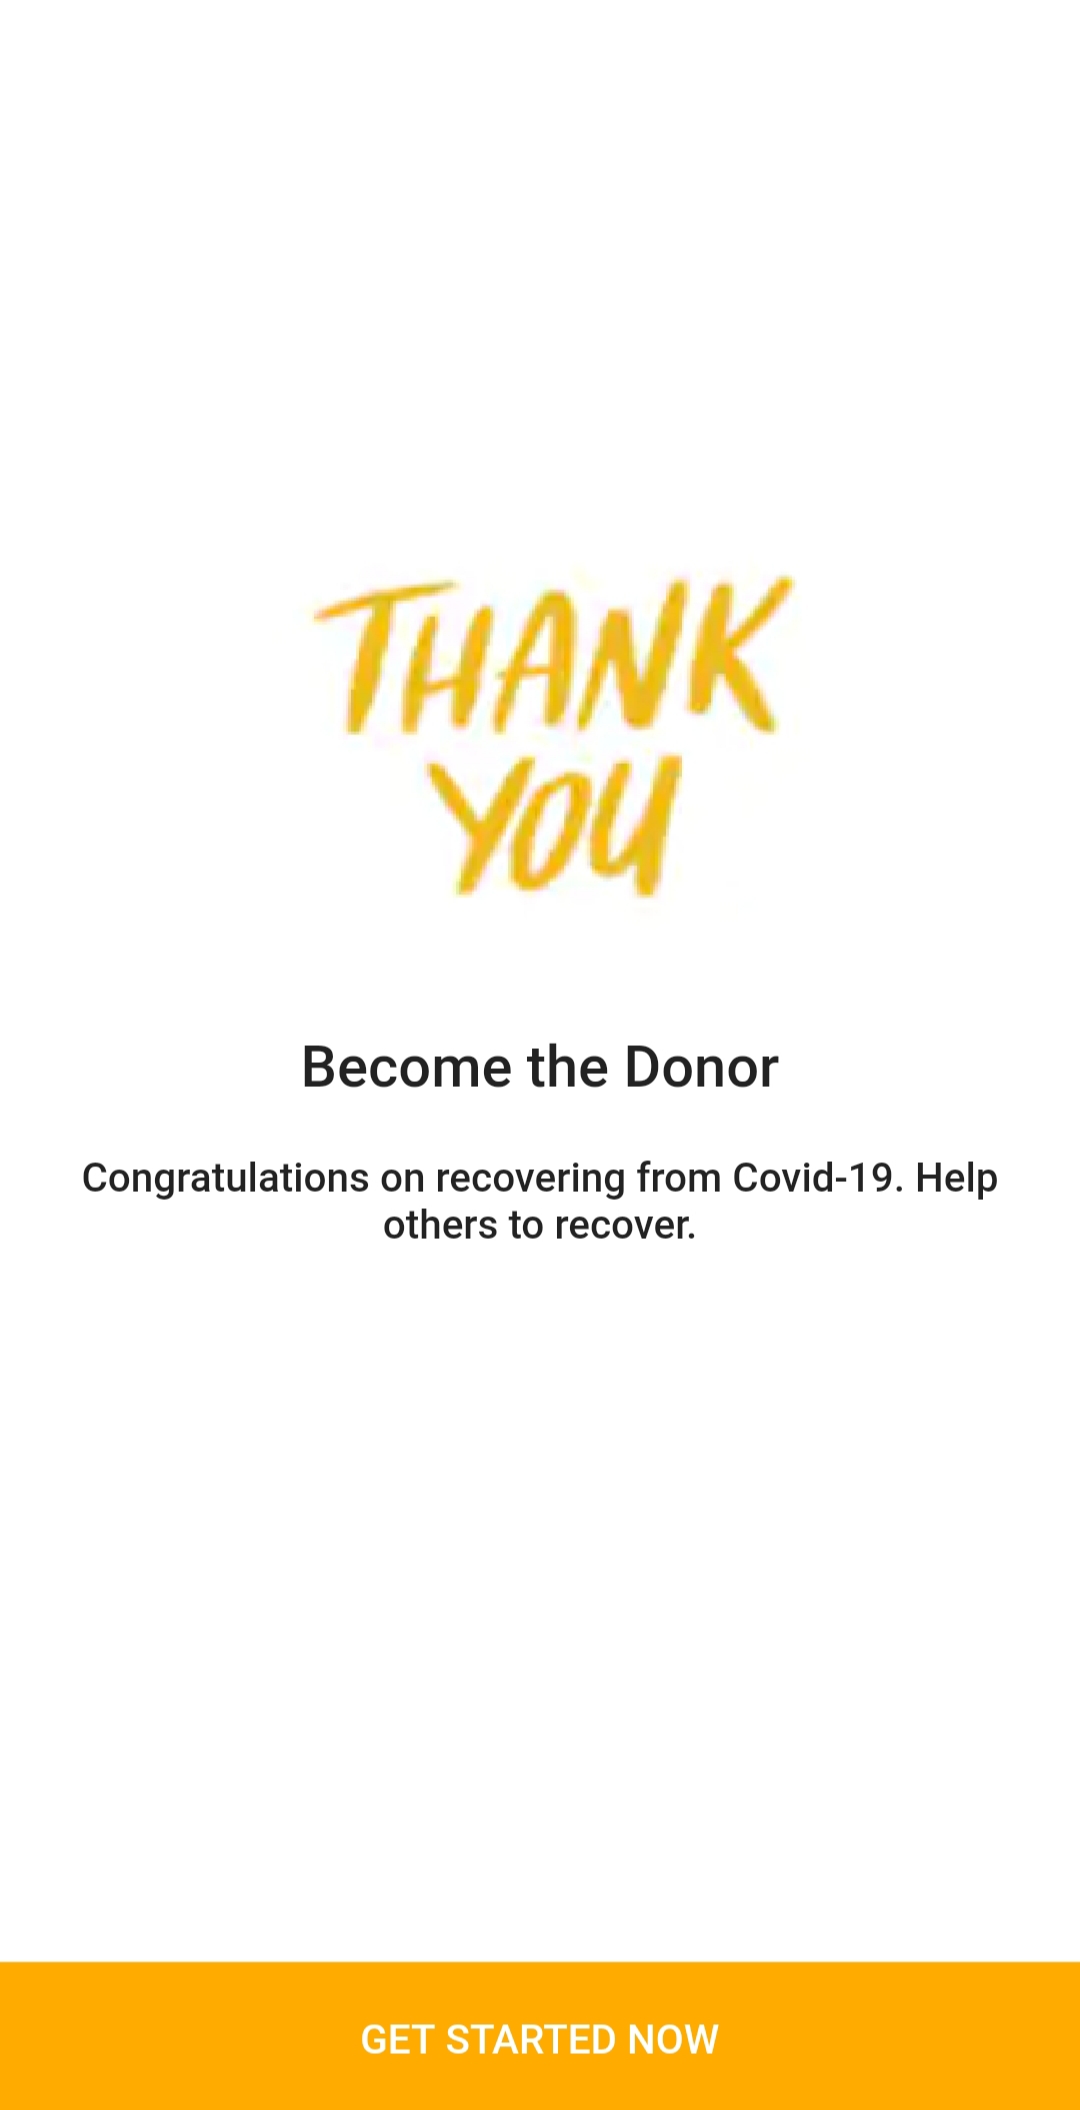 THANK
YOU
Become the Donor
Congratulations on recovering from Covid-19. Help
others to recover.
GET STARTED NOW